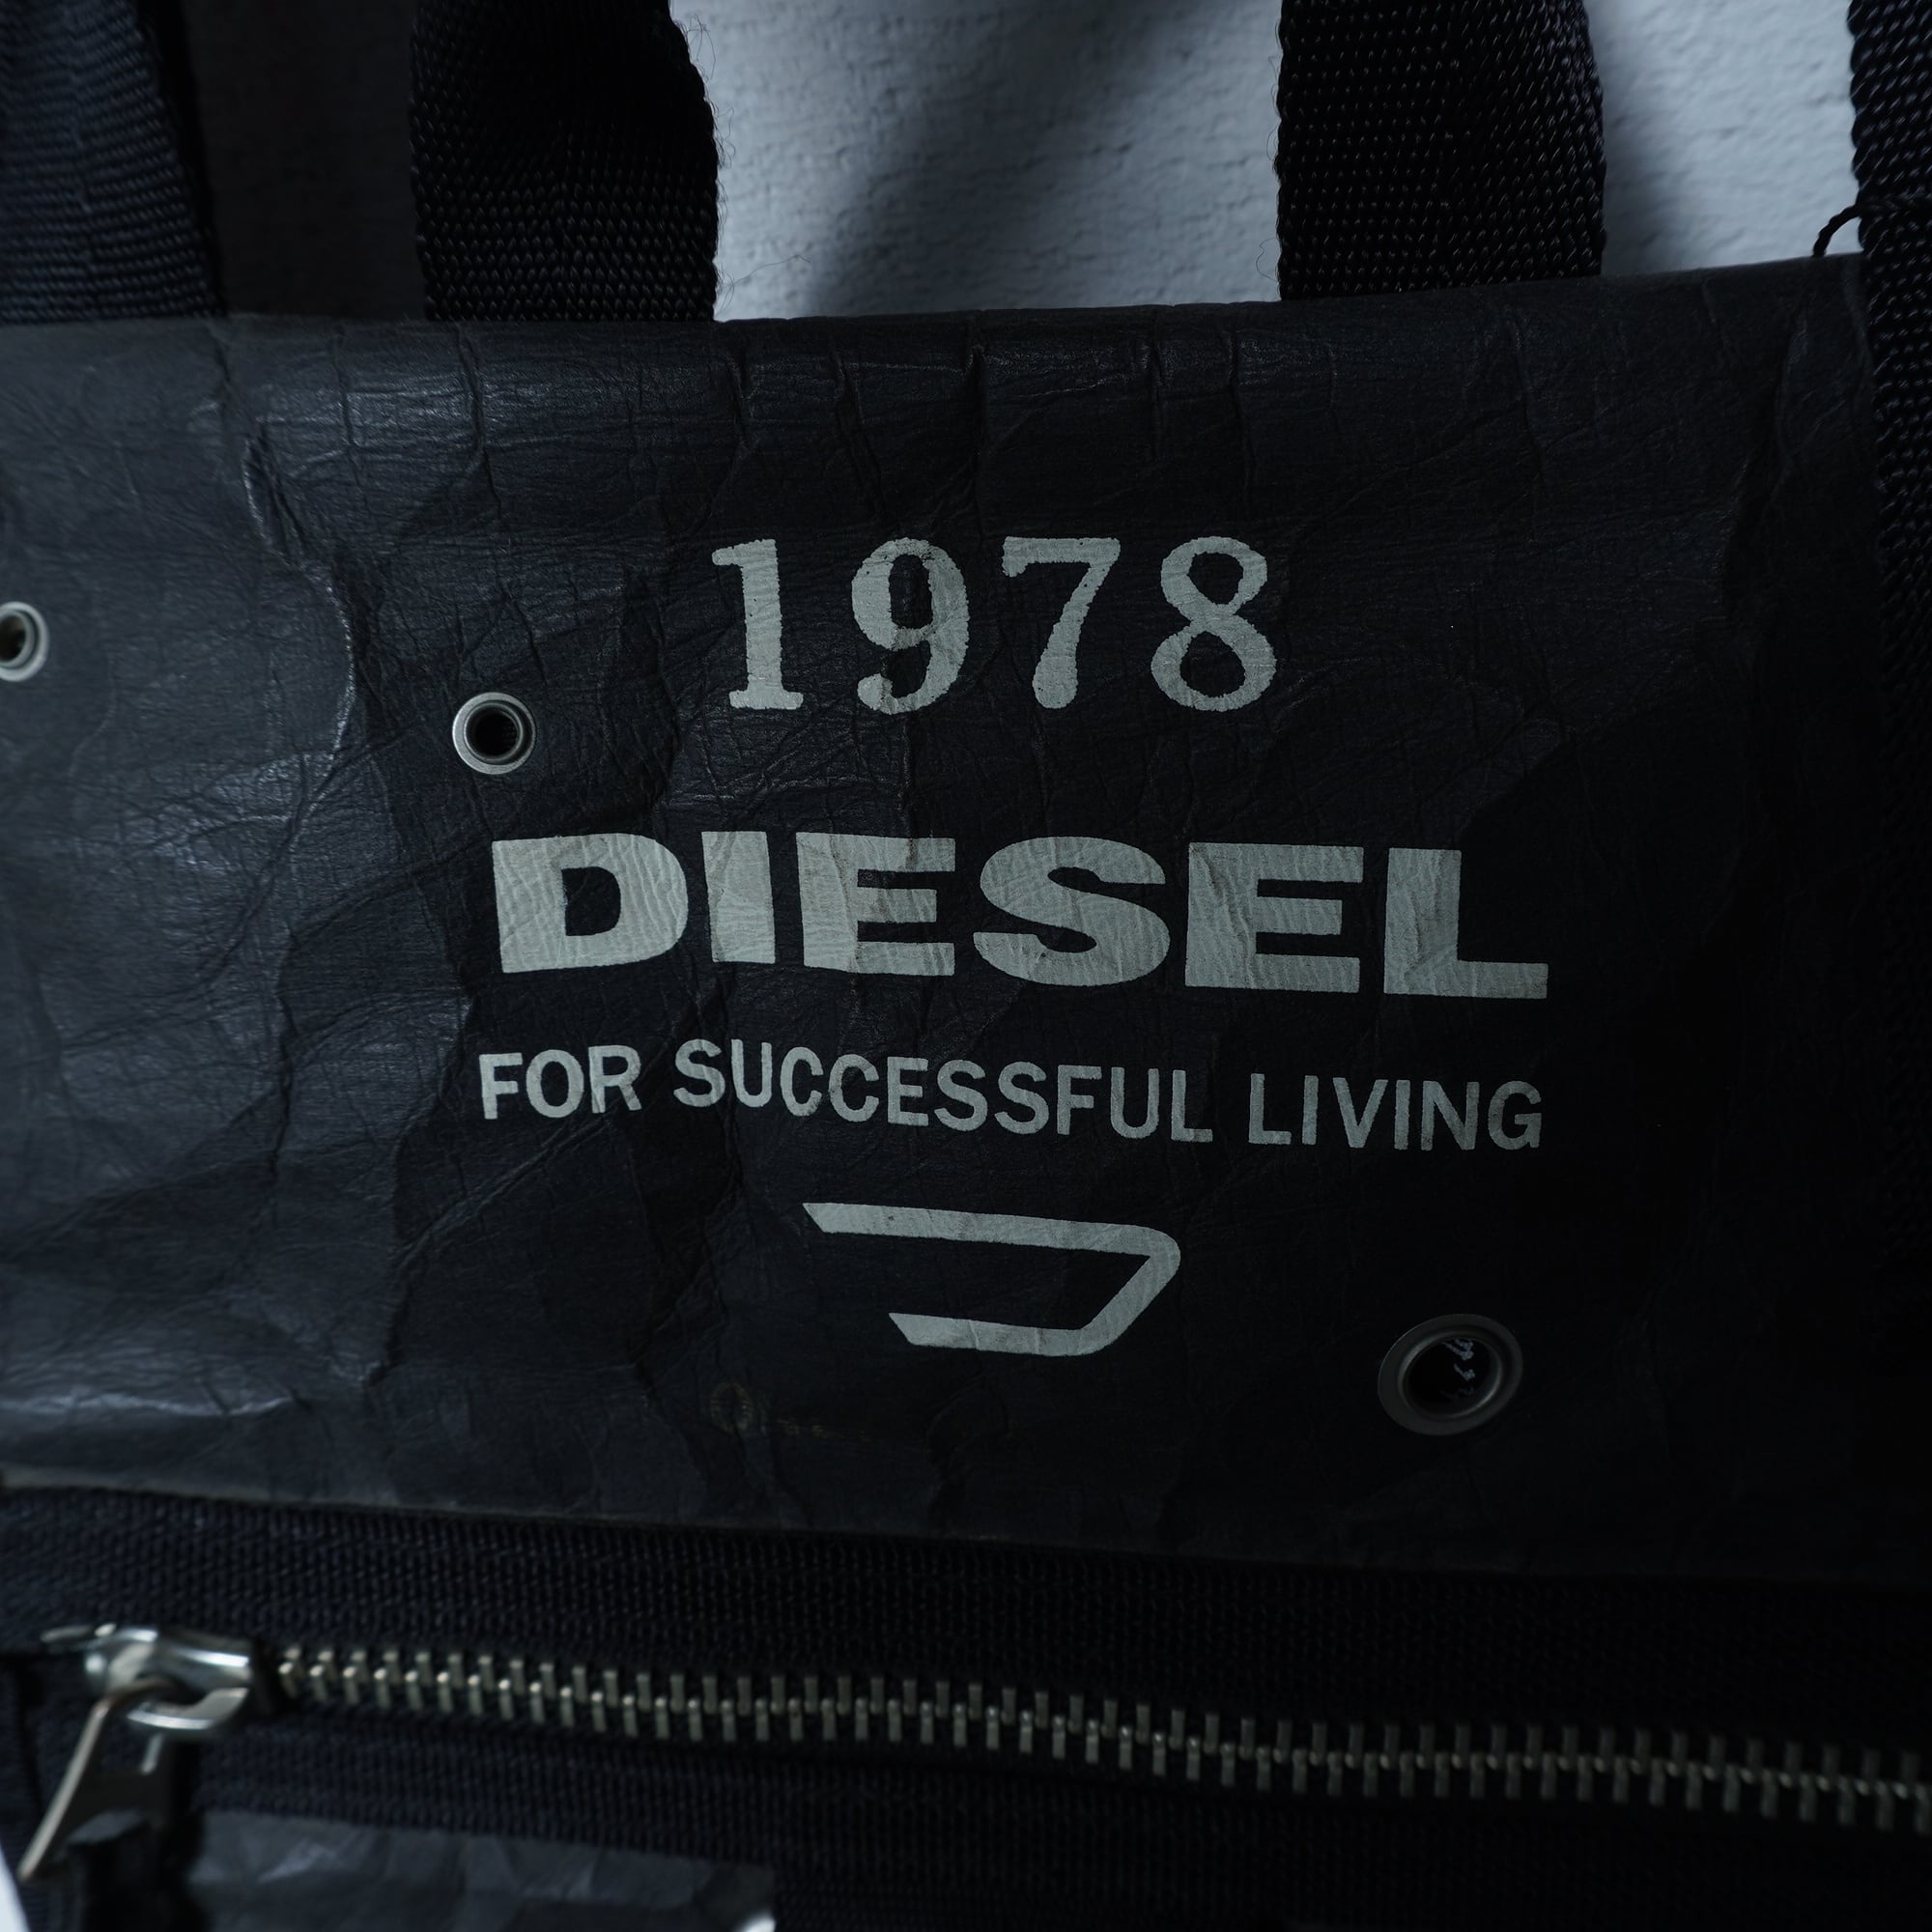 1978
DIESEL
FOR SUCCESSFUL LIVING
D